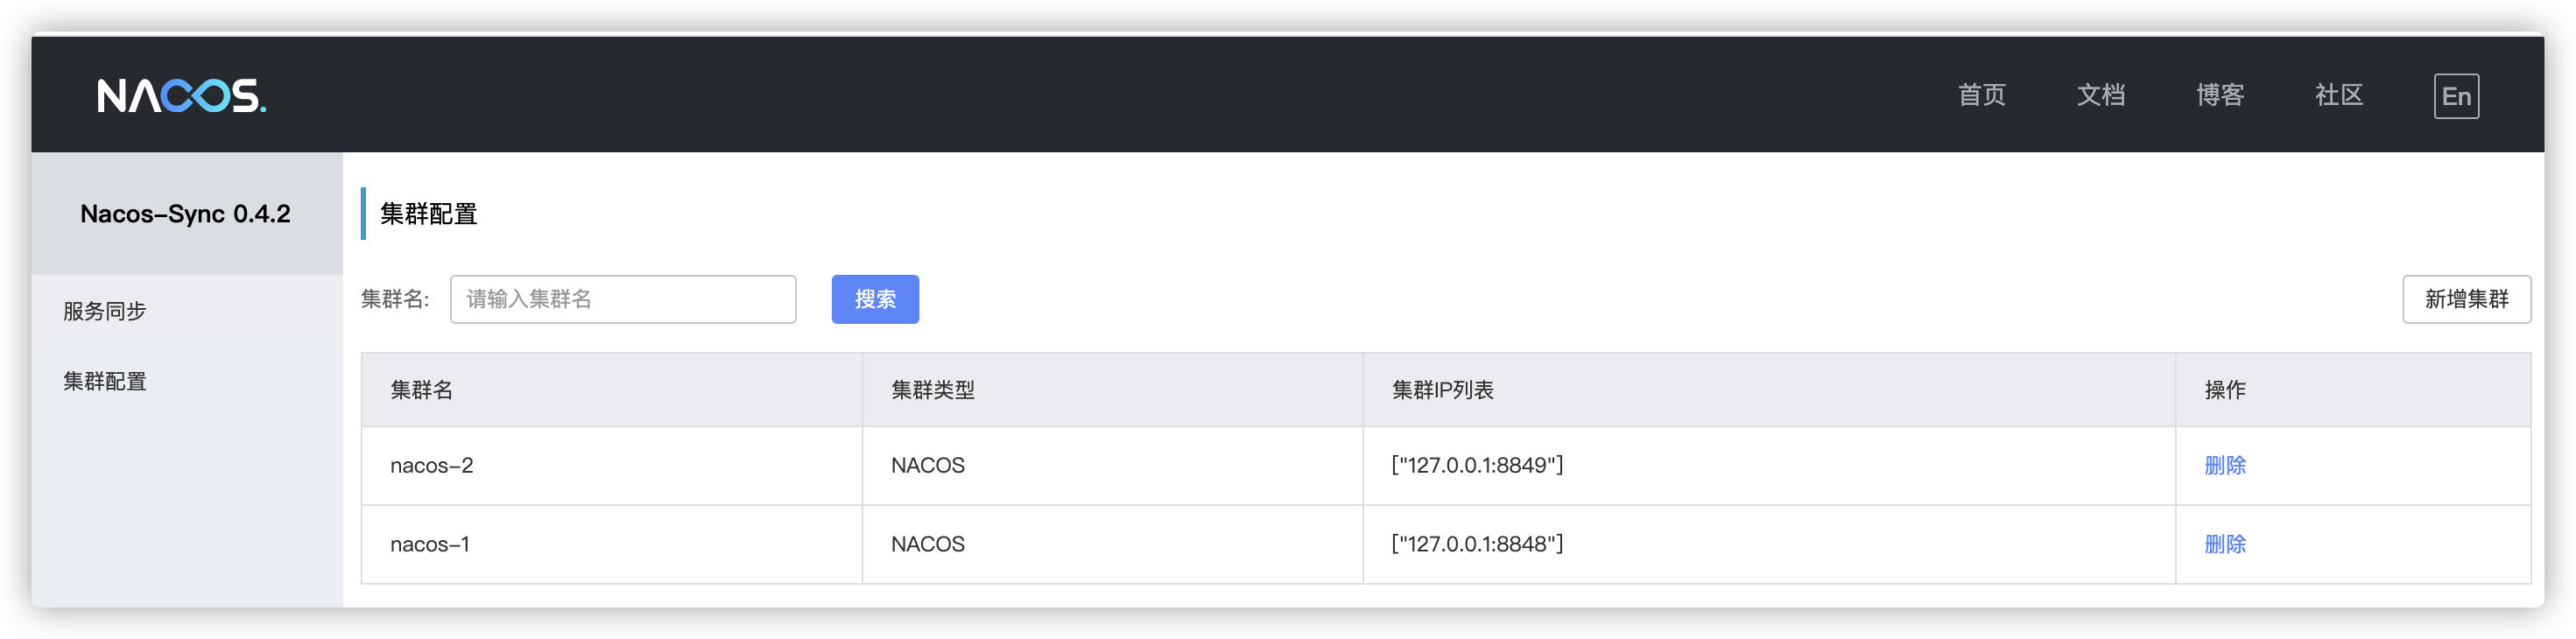 NACOS.
首页 文档 博客 社区 En
Nacos-Sync 0.4.2
服务同步
集群配置
集群配置
集群名: 请输入集群名 搜索 新增集群
集群名 集群类型 集群IP列表 操作
nacos-2 NACOS ["127.0.0.1:8849"] 删除
nacos-1 NACOS ["127.0.0.1:8848"] 删除